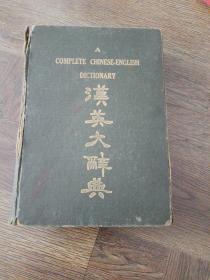 A
COMPLETE CHINESE-ENGLISH
DICTIONARY
漢英大辭典